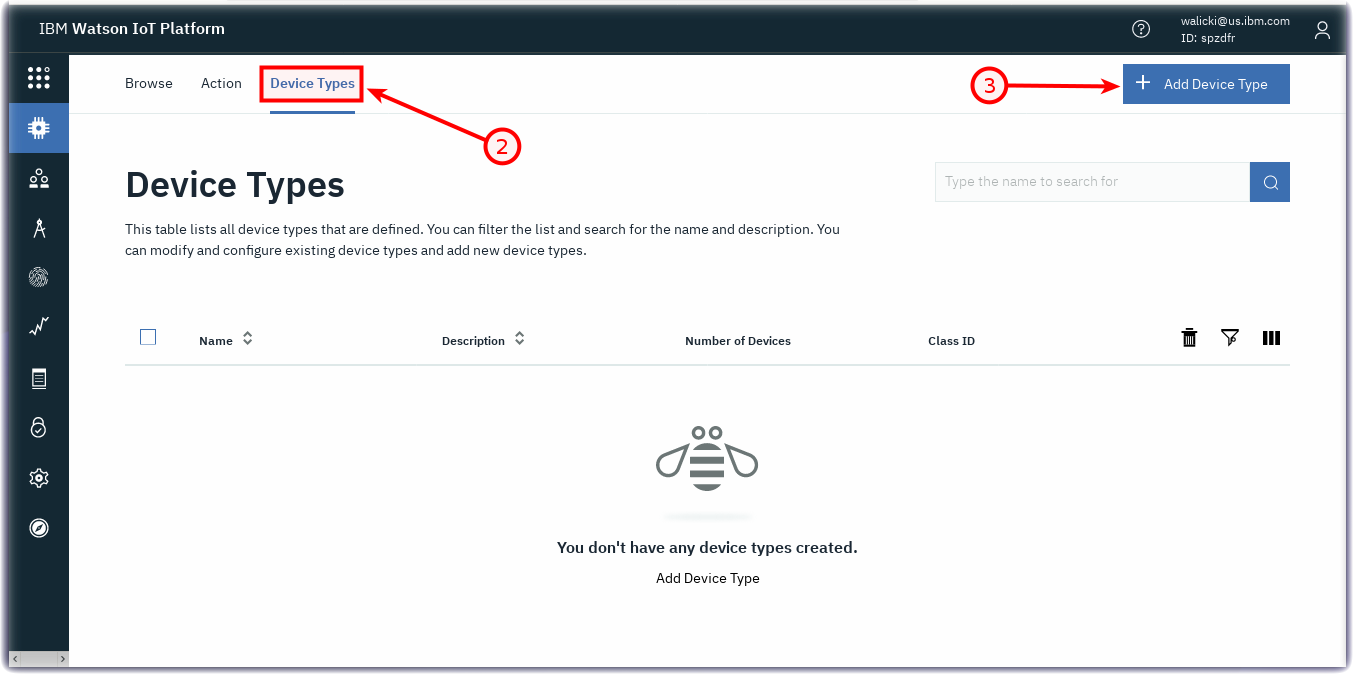 IBM Watson IoT Platform
walicki@us.ibm.com
ID: spzdfr
Browse
Action
Device Types
2
3
Add Device Type
Device Types
Type the name to search for
This table lists all device types that are defined. You can filter the list and search for the name and description. You
can modify and configure existing device types and add new device types.
Name
Description
Number of Devices
Class ID
You don't have any device types created.
Add Device Type